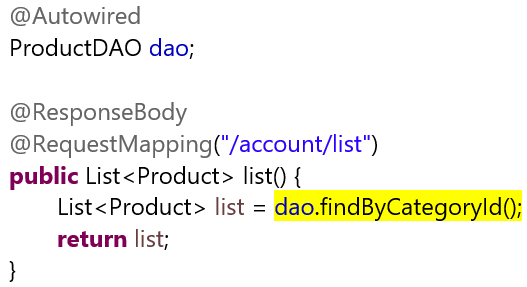 @Autowired
ProductDAO dao;
@ResponseBody
@RequestMapping("/account/list")
public List<Product> list() {
List<Product> list = dao.findByCategoryId();
return list;
}